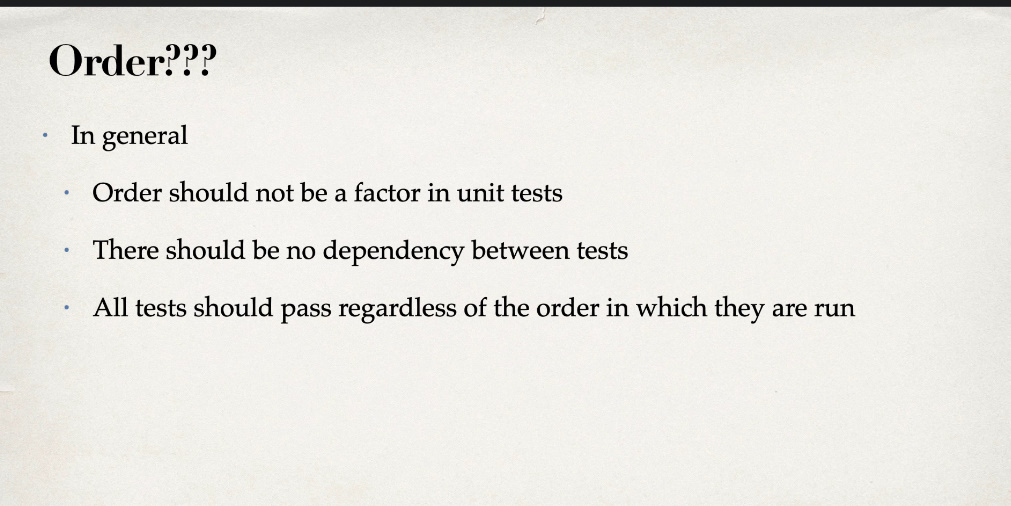 Order???
• In general
• Order should not be a factor in unit tests
• There should be no dependency between tests
• All tests should pass regardless of the order in which they are run